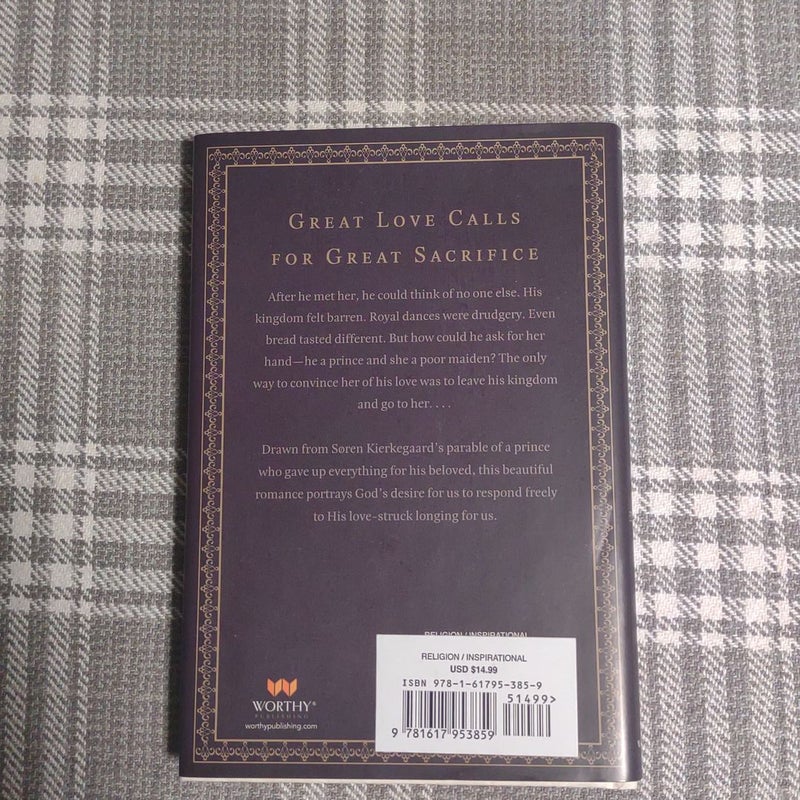 GREAT LOVE CALLS
FOR GREAT SACRIFICE
After he met her, he could think of no one else. His
kingdom felt barren. Royal dances were drudgery. Even
bread tasted different. But how could he ask for her
hand—he a prince and she a poor maiden? The only
way to convince her of his love was to leave his kingdom
and go to her. . . .
Drawn from Søren Kierkegaard's parable of a prince
who gave up everything for his beloved, this beautiful
romance portrays God's desire for us to respond freely
to His love-struck longing for us.
RELIGION / INSPIRATIONAL
RELIGION / INSPIRATIONAL
USD $14.99
ISBN 978-1-61795-385-9
51499>
9 781617 953859
WORTHY®
PUBLISHING
worthypublishing.com